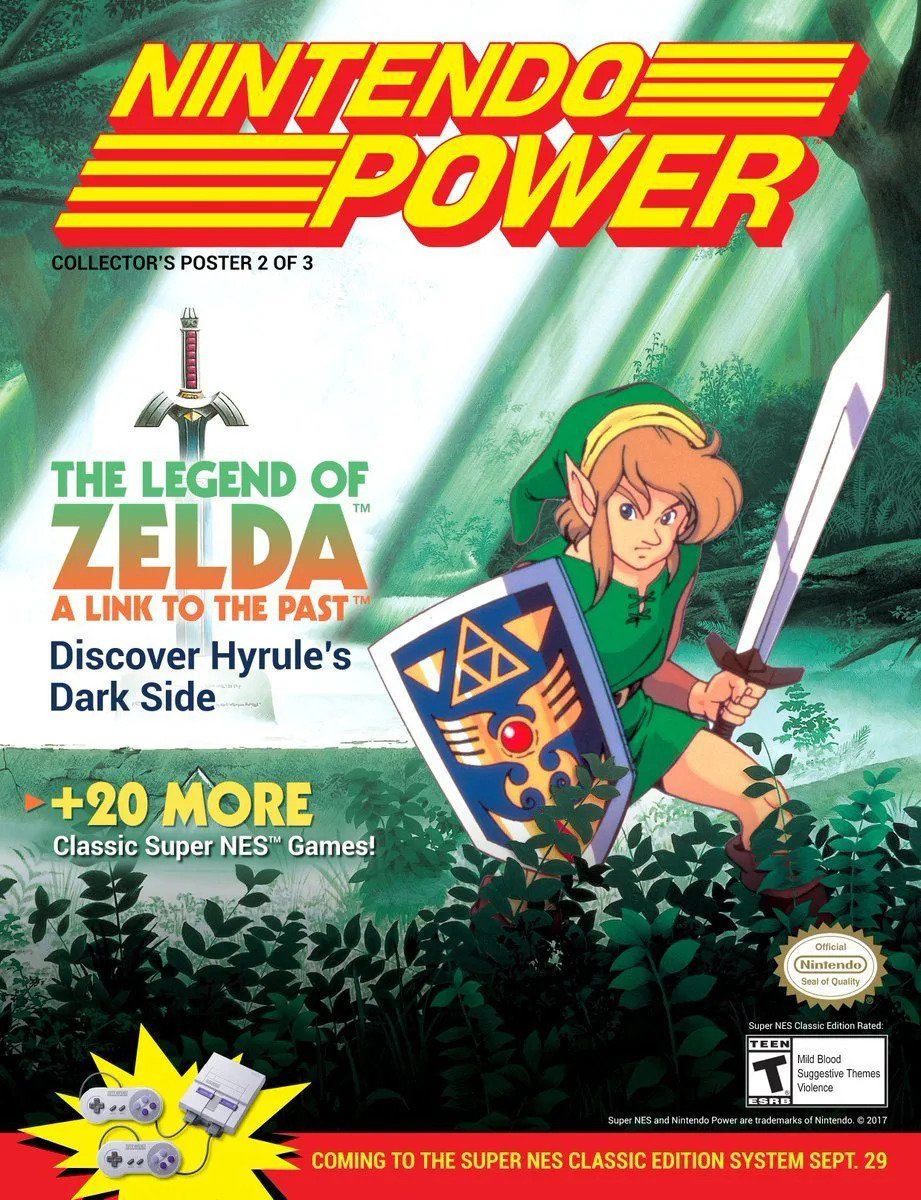 NINTENDO
POWER™
COLLECTOR'S POSTER 2 OF 3
THE LEGEND OF
ZELDA™
A LINK TO THE PAST™
Discover Hyrule's
Dark Side
+20 MORE
Classic Super NES™ Games!
Official
Nintendo
Seal of Quality
®
Super NES Classic Edition Rated:
TEEN
T
®
ESRB
Mild Blood
Suggestive Themes
Violence
Super NES and Nintendo Power are trademarks of Nintendo. © 2017
COMING TO THE SUPER NES CLASSIC EDITION SYSTEM SEPT. 29